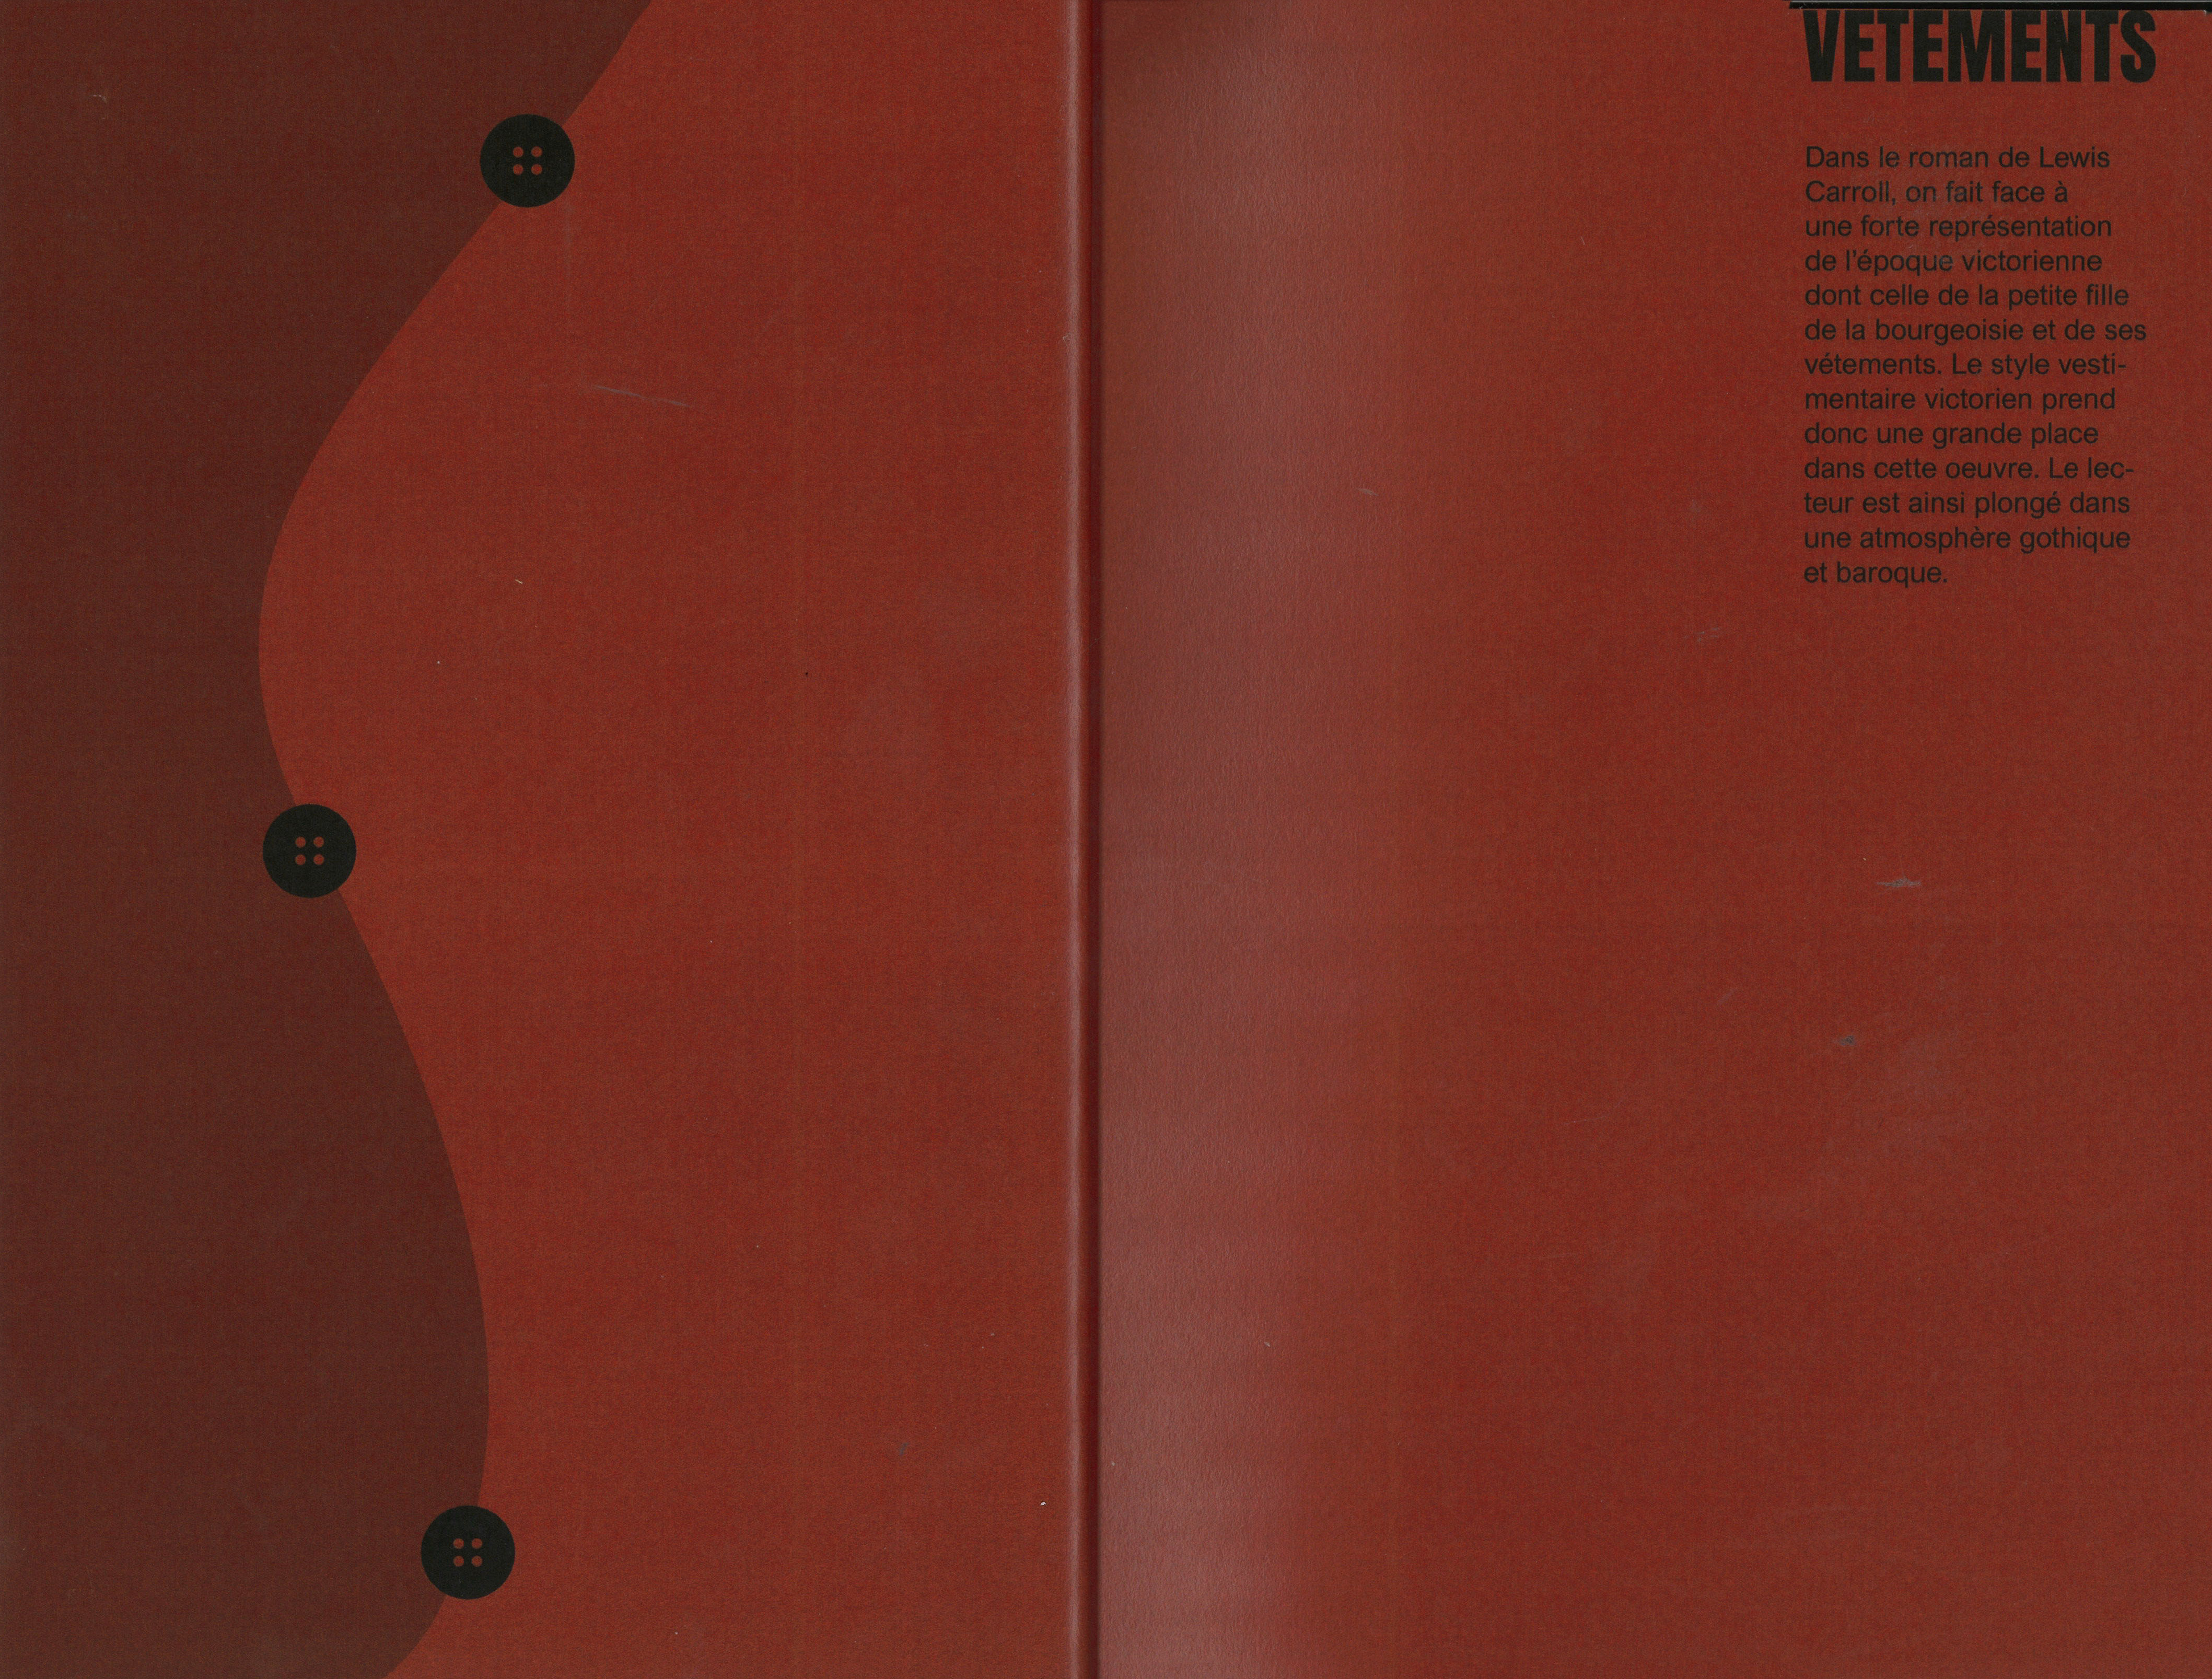 VETEMENTS
Dans le roman de Lewis
Carroll, on fait face à
une forte représentation
de l'époque victorienne
dont celle de la petite fille
de la bourgeoisie et de ses
vétements. Le style vesti-
mentaire victorien prend
donc une grande place
dans cette oeuvre. Le lec-
teur est ainsi plongé dans
une atmosphère gothique
et baroque.